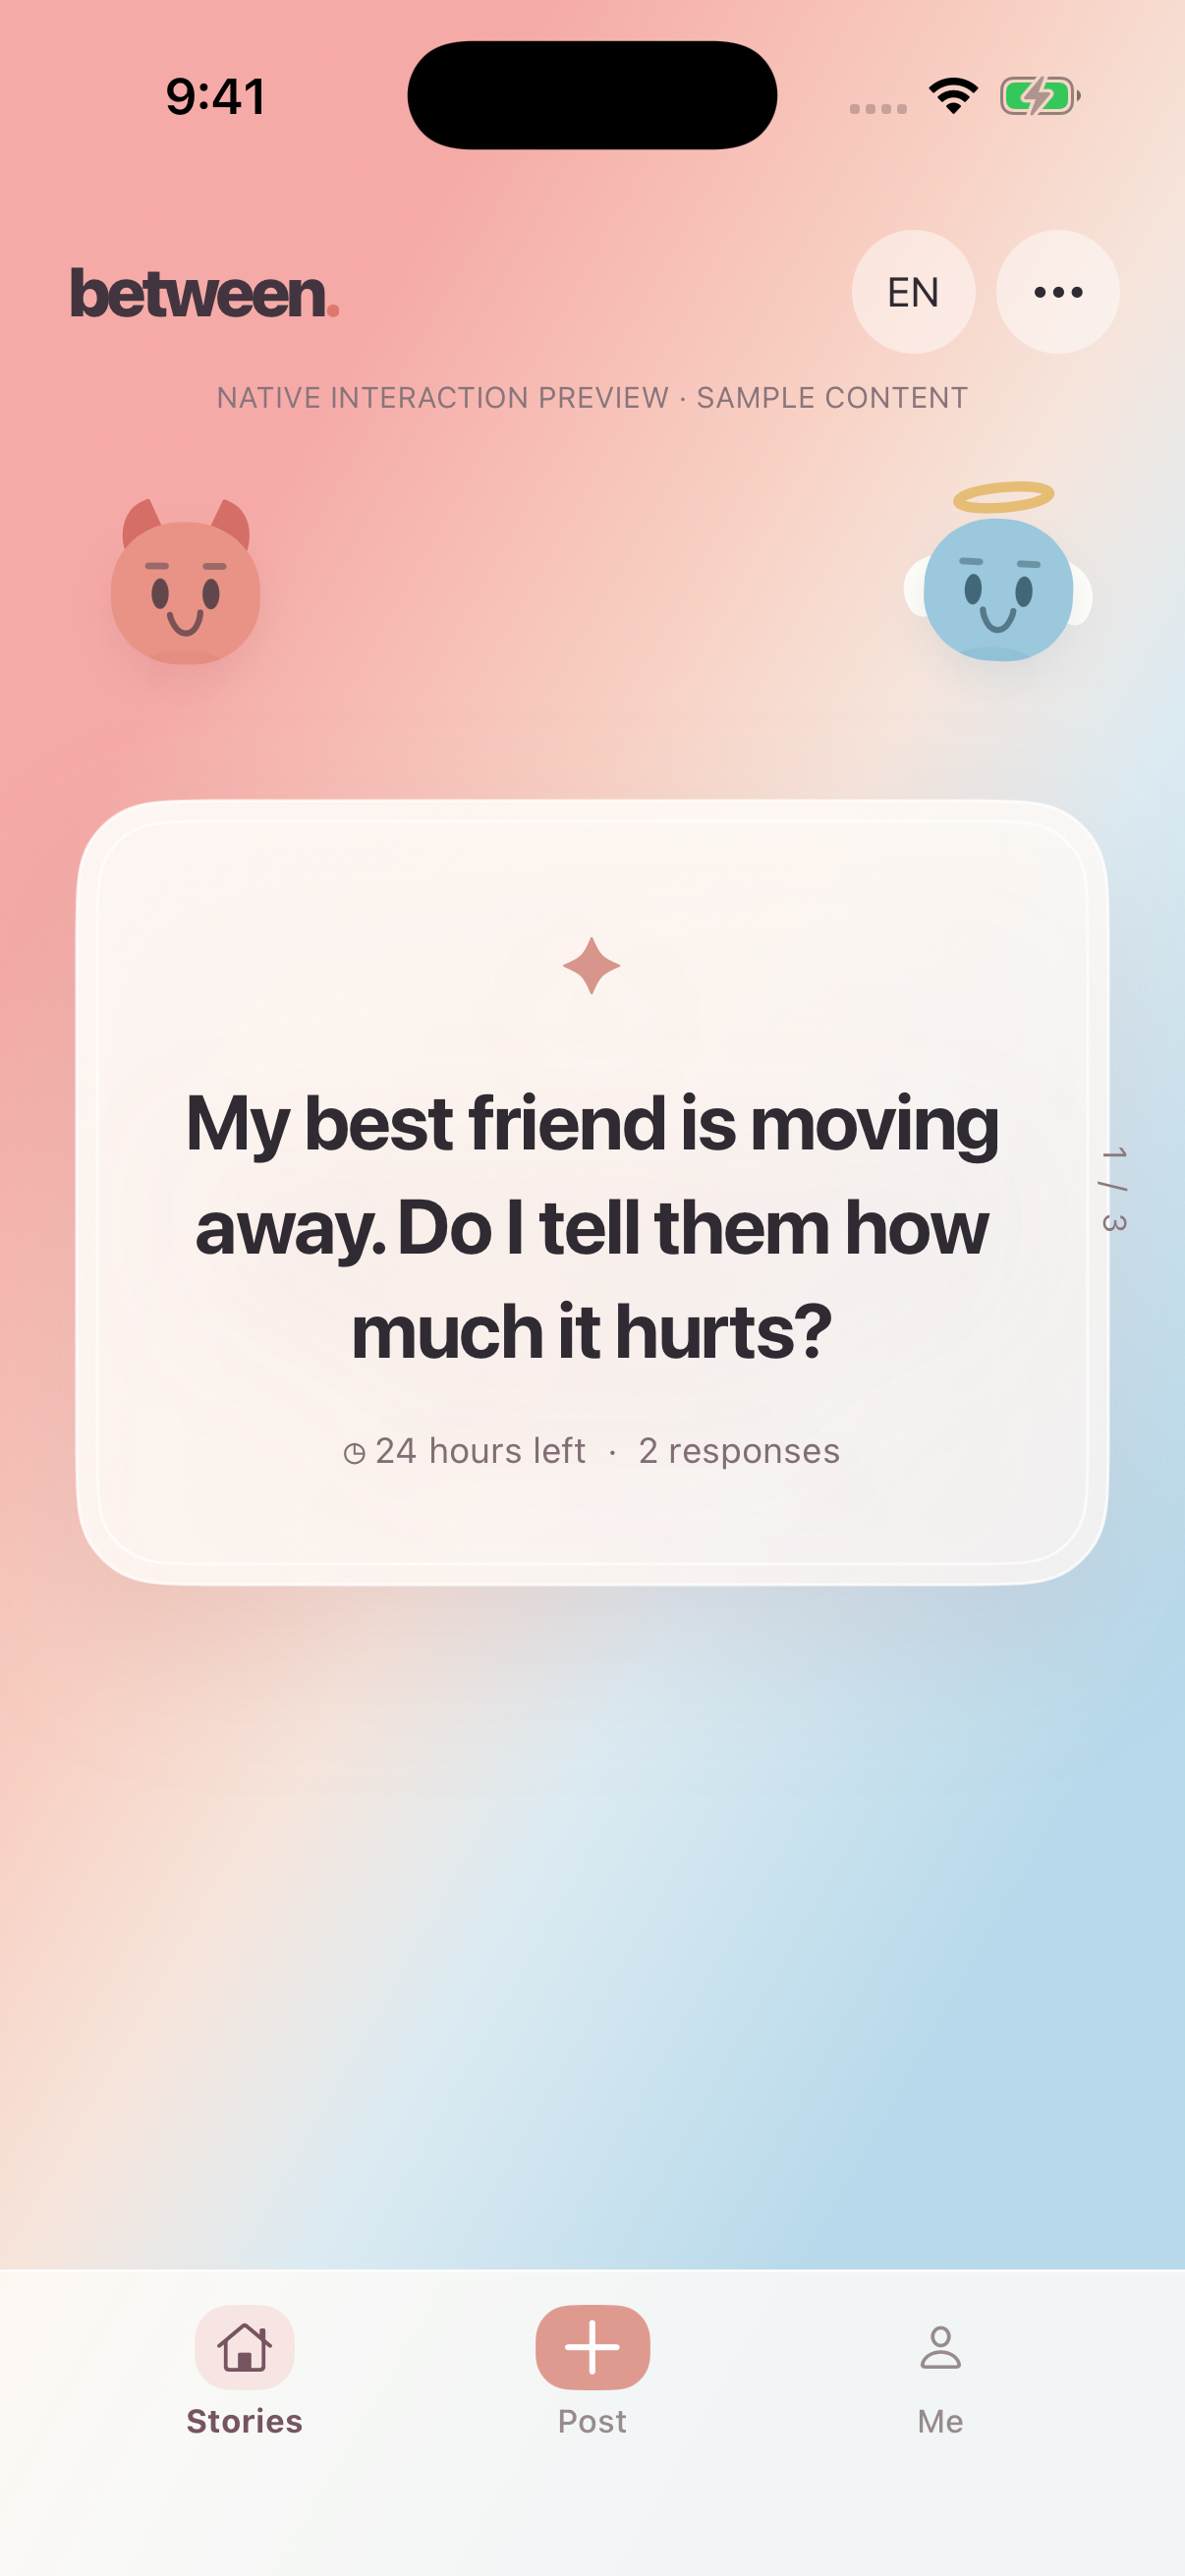 9:41
between.
EN
NATIVE INTERACTION PREVIEW · SAMPLE CONTENT
My best friend is moving
away. Do I tell them how
much it hurts?
1 / 3
24 hours left · 2 responses
Stories
Post
Me